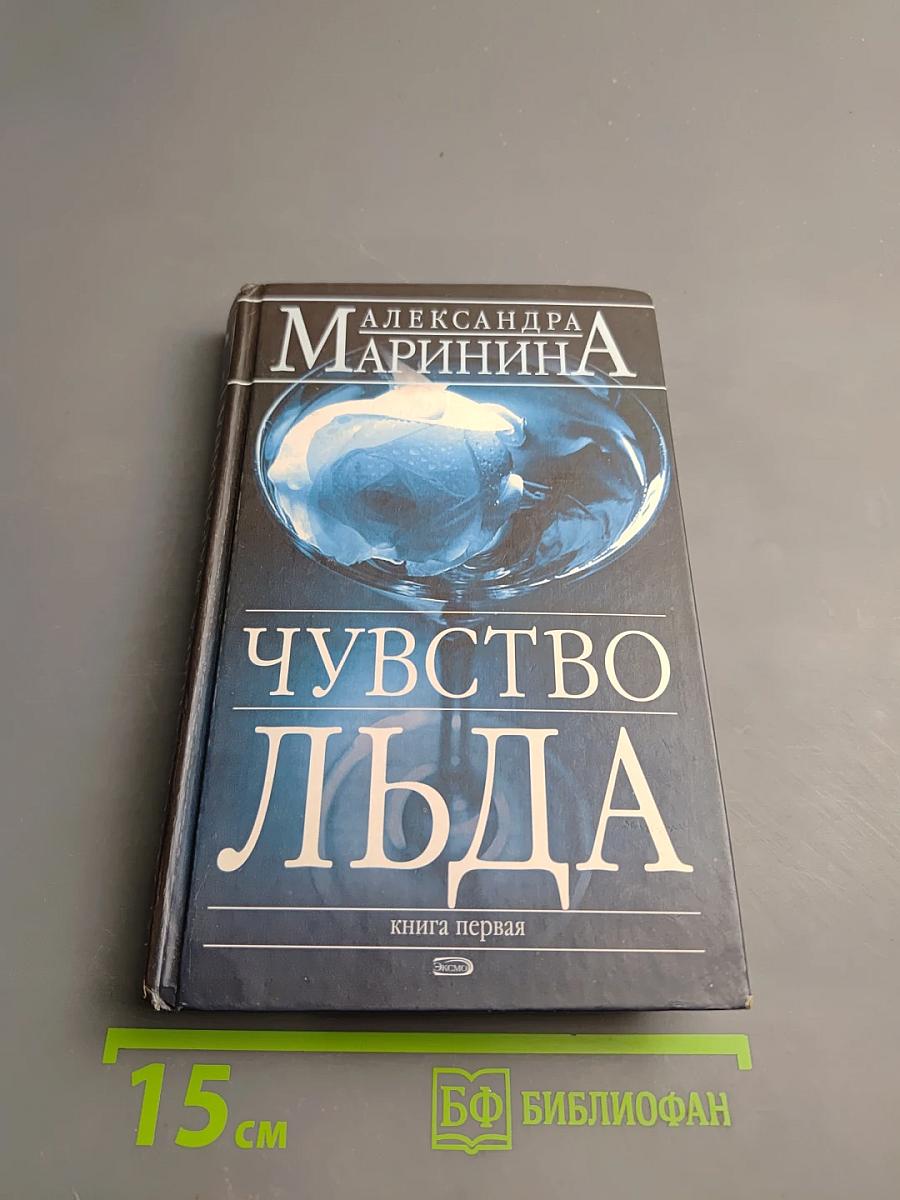 АЛЕКСАНДРА
МАРИНИНА
ЧУВСТВО
ЛЬДА
книга первая
ЭКСМО
15 см
БФ БИБЛИОФАН